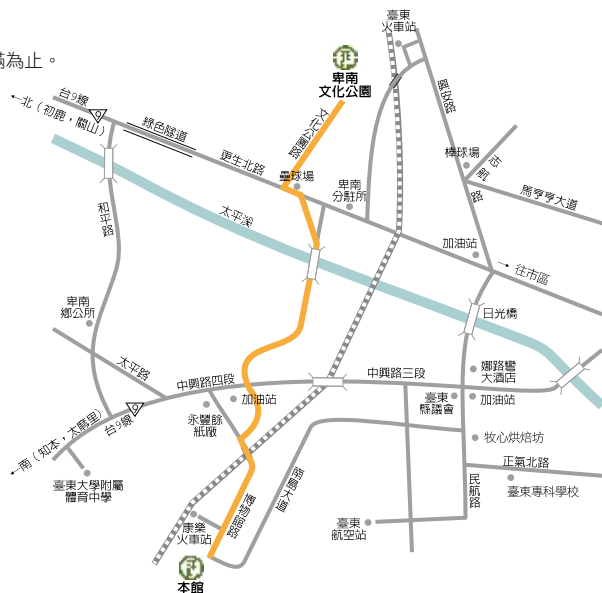 滿為止。
臺東
火車站
卑南
文化公園
台9線
←北（初鹿，關山）
綠色隧道
更生北路
文化公園路
壘球場
卑南
分駐所
興安路
棒球場
志航
路
馬亨亨大道
和平路
太平溪
加油站
→往市區
日光橋
卑南
鄉公所
太平路
中興路四段
中興路三段
娜路彎
大酒店
臺東
縣議會
加油站
加油站
永豐餘
紙廠
台9線
←南（知本，太馬里）
牧心烘焙坊
正氣北路
臺東專科學校
臺東大學附屬
體育中學
南島大道
博物館路
民航路
康樂
火車站
臺東
航空站
本館